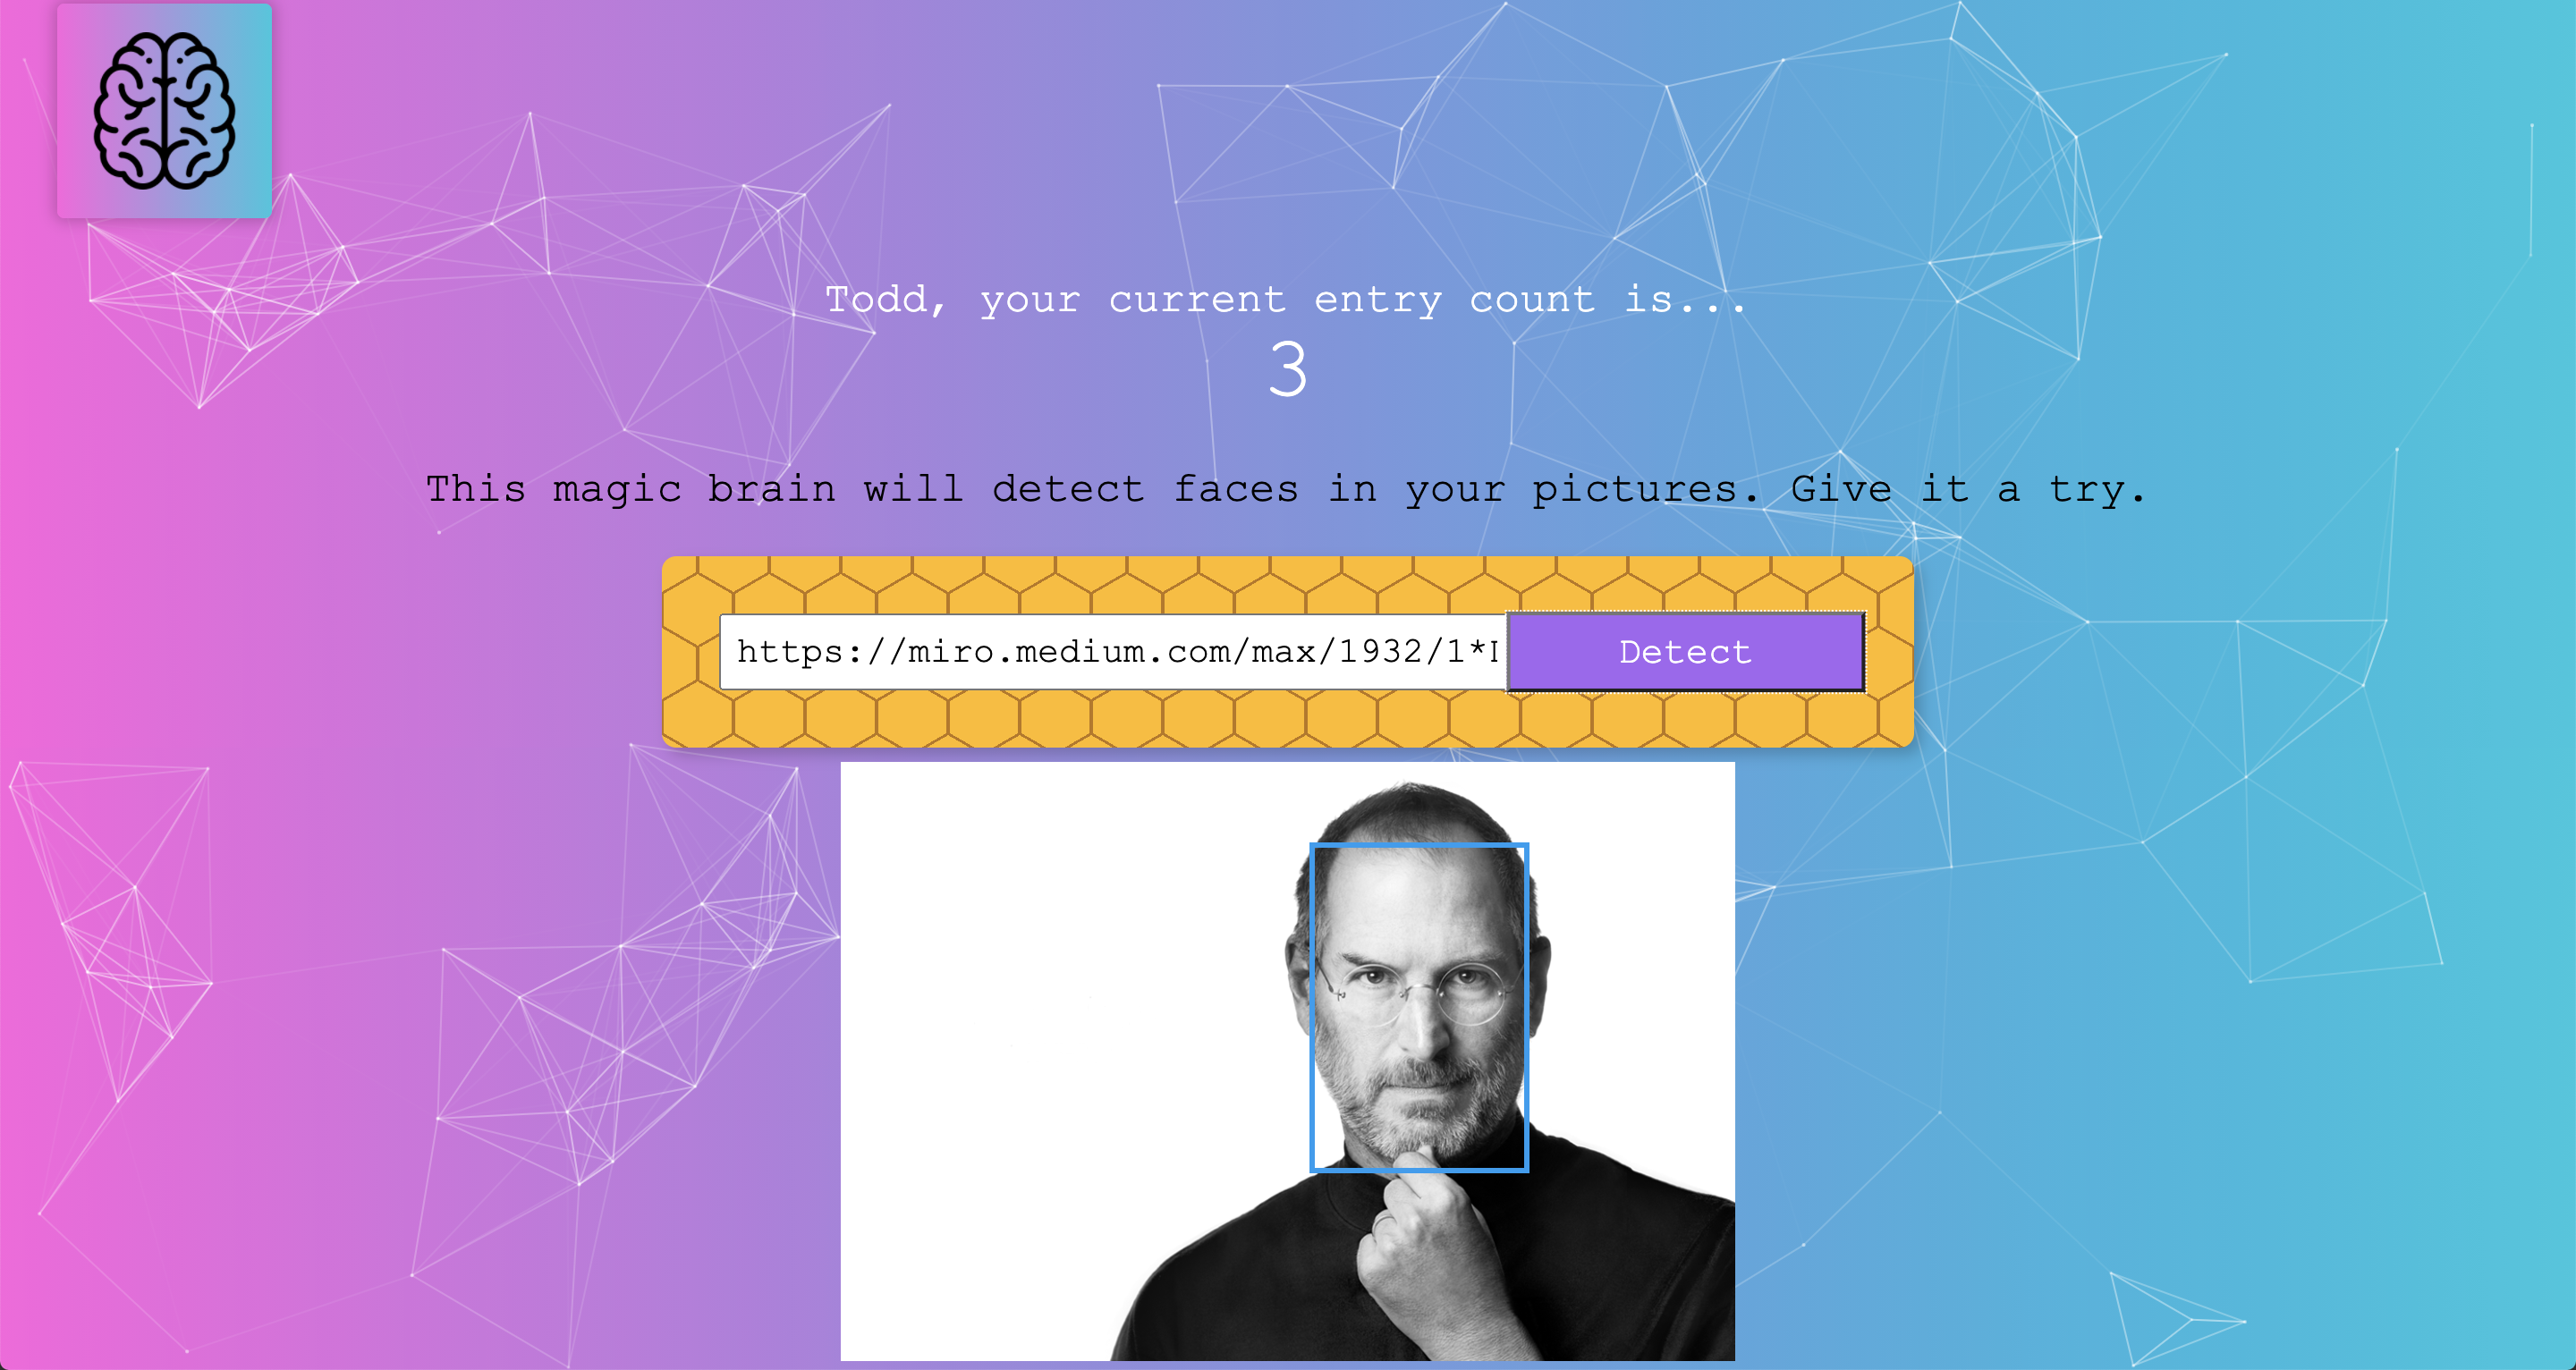 Todd, your current entry count is...
3
This magic brain will detect faces in your pictures. Give it a try.
https://miro.medium.com/max/1932/1*I Detect